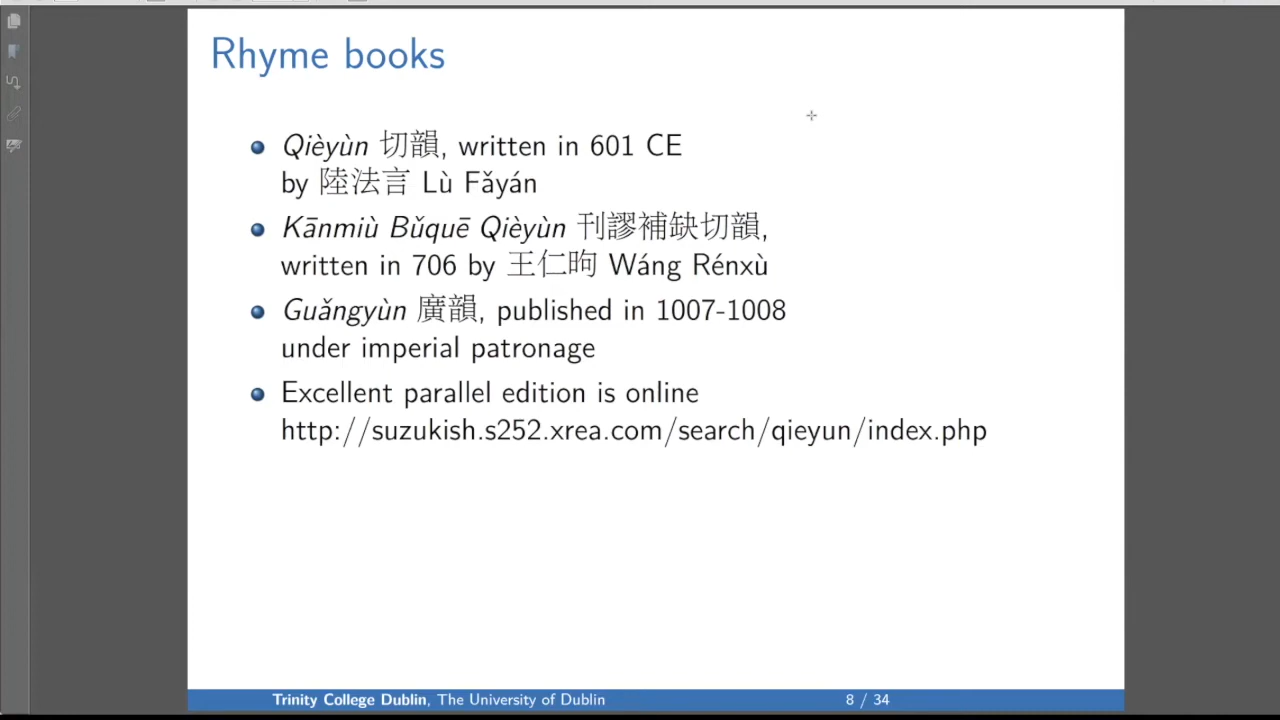 Rhyme books
Qièyùn 切韻, written in 601 CE
by 陸法言 Lù Fǎyán
Kānmiù Bǔquē Qièyùn 刊謬補缺切韻,
written in 706 by 王仁昫 Wáng Rénxù
Guǎngyùn 廣韻, published in 1007-1008
under imperial patronage
Excellent parallel edition is online
http://suzukish.s252.xrea.com/search/qieyun/index.php
Trinity College Dublin, The University of Dublin 8 / 34